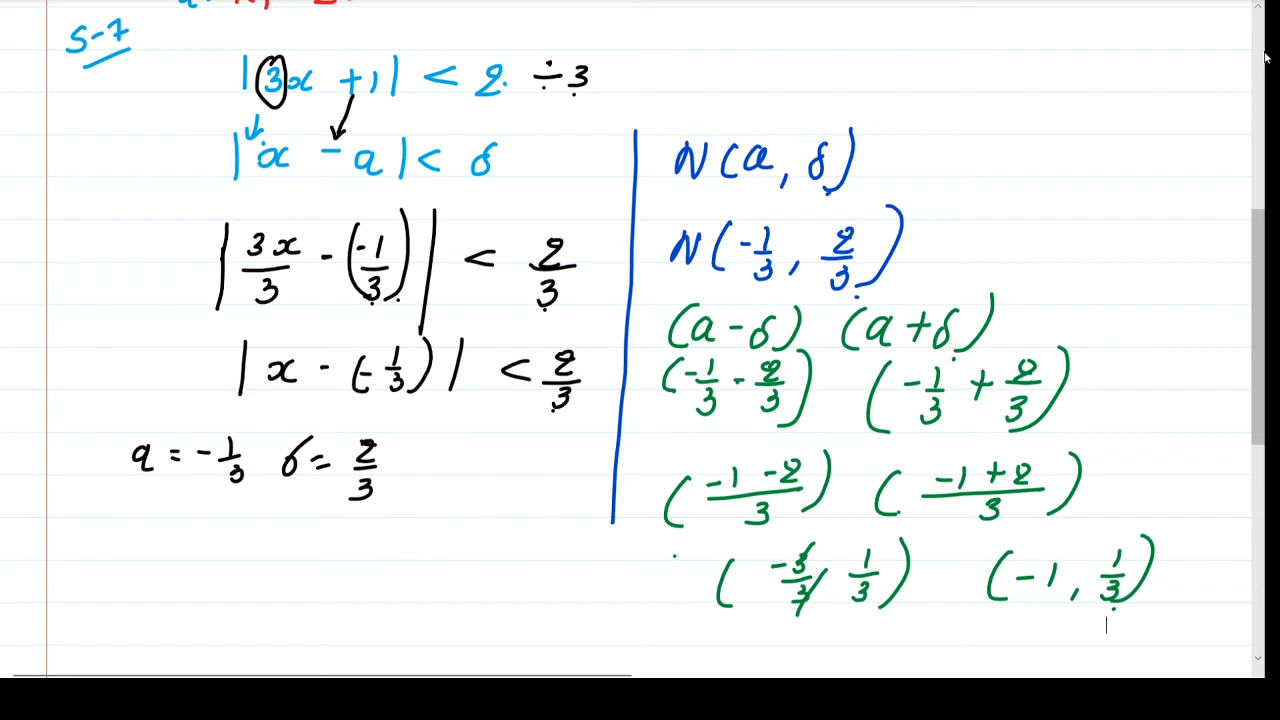 S-7
|3x + 1| < 2 ÷ 3
|x - a| < δ
|3x/3 - (-1/3)| < 2/3
|x - (-1/3)| < 2/3
a = -1/3 δ = 2/3
N(a, δ)
N(-1/3, 2/3)
(a - δ) (a + δ)
(-1/3 - 2/3) (-1/3 + 2/3)
(-1 - 2/3) (-1 + 2/3)
(-3/3, 1/3) (-1, 1/3)